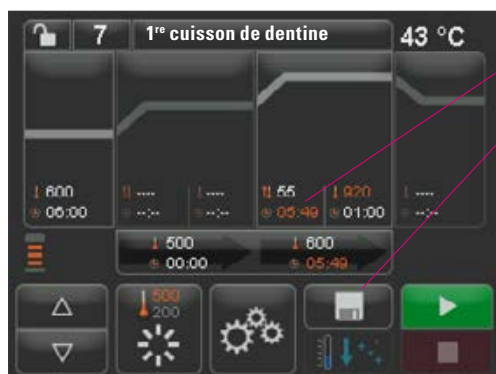 7 1re cuisson de dentine 43 °C
600 ---- ---- 55 920 ----
06:00 --:-- --:-- 05:49 01:00 --:--
500 600
00:00 05:49
500
200